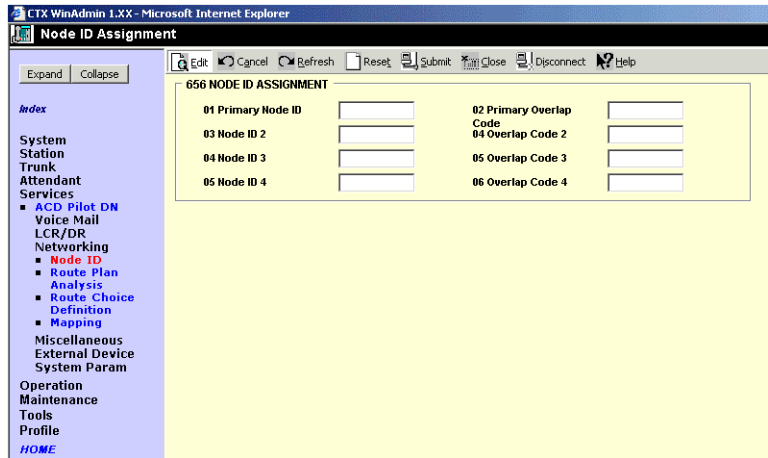 CTX WinAdmin 1.XX - Microsoft Internet Explorer
Node ID Assignment
Edit Cancel Refresh Reset Submit Close Disconnect Help
Expand Collapse
Index
System
Station
Trunk
Attendant
Services
ACD Pilot DN
Voice Mail
LCR/DR
Networking
Node ID
Route Plan
Analysis
Route Choice
Definition
Mapping
Miscellaneous
External Device
System Param
Operation
Maintenance
Tools
Profile
HOME
656 NODE ID ASSIGNMENT
01 Primary Node ID
02 Primary Overlap
Code
03 Node ID 2
04 Overlap Code 2
04 Node ID 3
05 Overlap Code 3
05 Node ID 4
06 Overlap Code 4